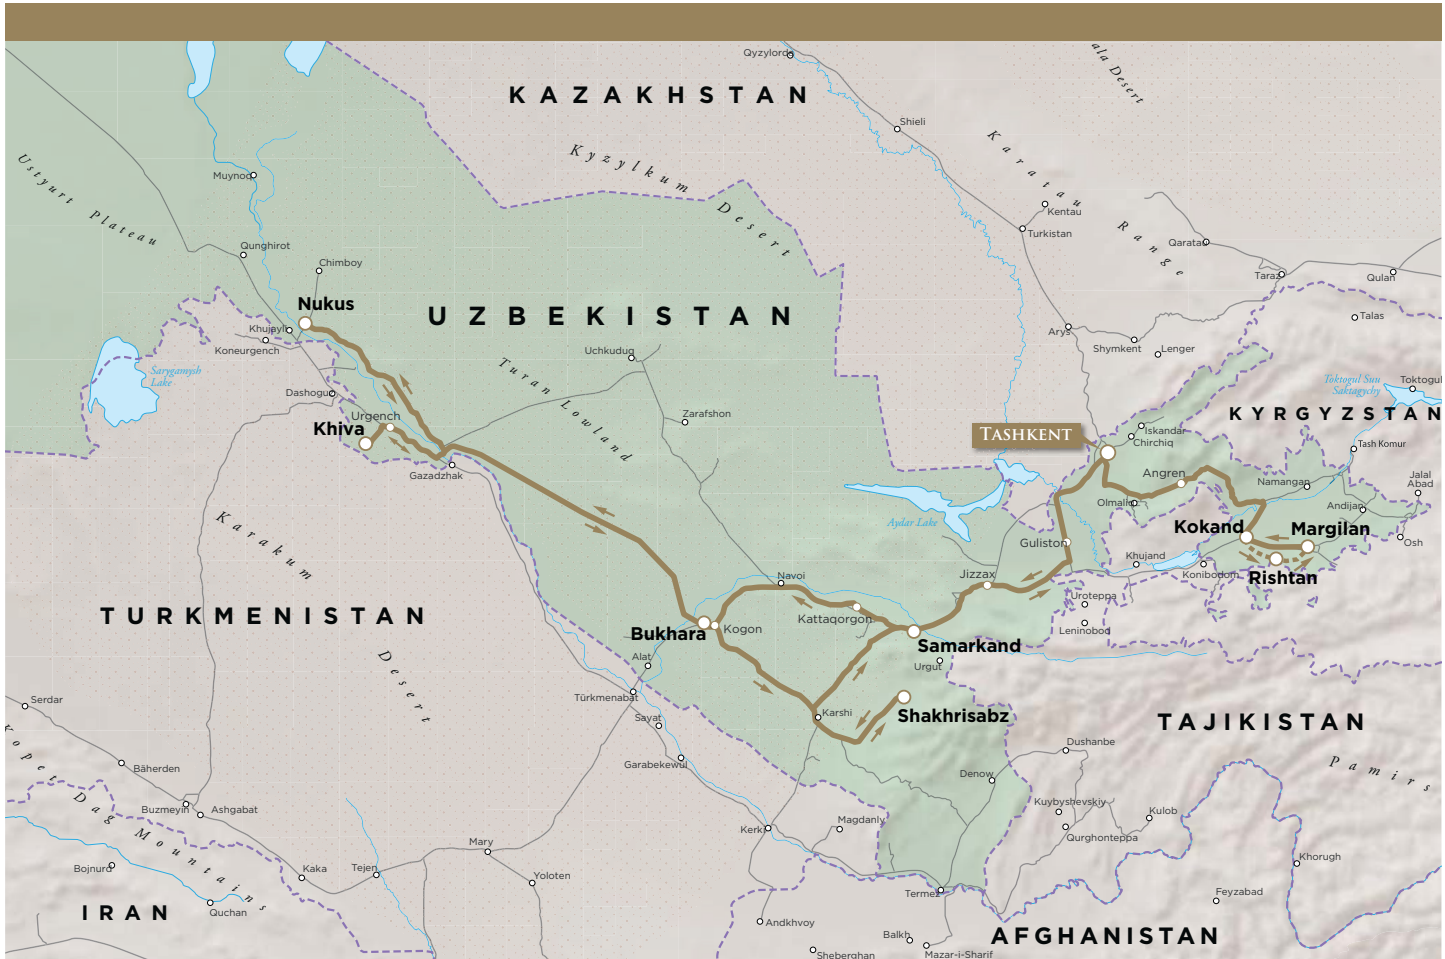 Qyzylorda
KAZAKHSTAN
ala Desert
Shieli
Karatau
Range
Kyzylkum
Desert
Muynoq
Ustyurt Plateau
Kentau
Turkistan
Qunghirot
Chimboy
Qaratau
Taraz
Qulan
Nukus
UZBEKISTAN
Talas
Khujayli
Koneurgench
Arys
Shymkent
Lenger
Uchkuduq
Turan Lowland
Sarygamysh
Lake
Toktogul Suu
Saktagychy
Toktogul
Dashoguz
Urgench
Khiva
Zarafshon
KYRGYZSTAN
TASHKENT
Iskandar
Chirchiq
Tash Komur
Gazadzhak
Angren
Namangan
Jalal
Abad
Olmaliq
Andijan
Aydar Lake
Karakum
Desert
Guliston
Kokand
Margilan
Osh
Khujand
Konibodom
Rishtan
Navoi
Jizzax
Uroteppa
Leninobod
TURKMENISTAN
Kattaqorgon
Bukhara
Kogon
Samarkand
Urgut
Alat
Türkmenabat
Serdar
Sayat
Karshi
Shakhrisabz
TAJIKISTAN
Kopet
Dag Mountains
Dushanbe
Pamirs
Bäherden
Garabekewül
Denow
Buzmeyin
Ashgabat
Kuybyshevskiy
Kulob
Kerki
Magdanly
Qurghonteppa
Mary
Bojnurd
Kaka
Tejen
Yoloten
Khorugh
Termez
Feyzabad
IRAN
Quchan
Andkhvoy
Balkh
AFGHANISTAN
Sheberghan
Mazar-i-Sharif